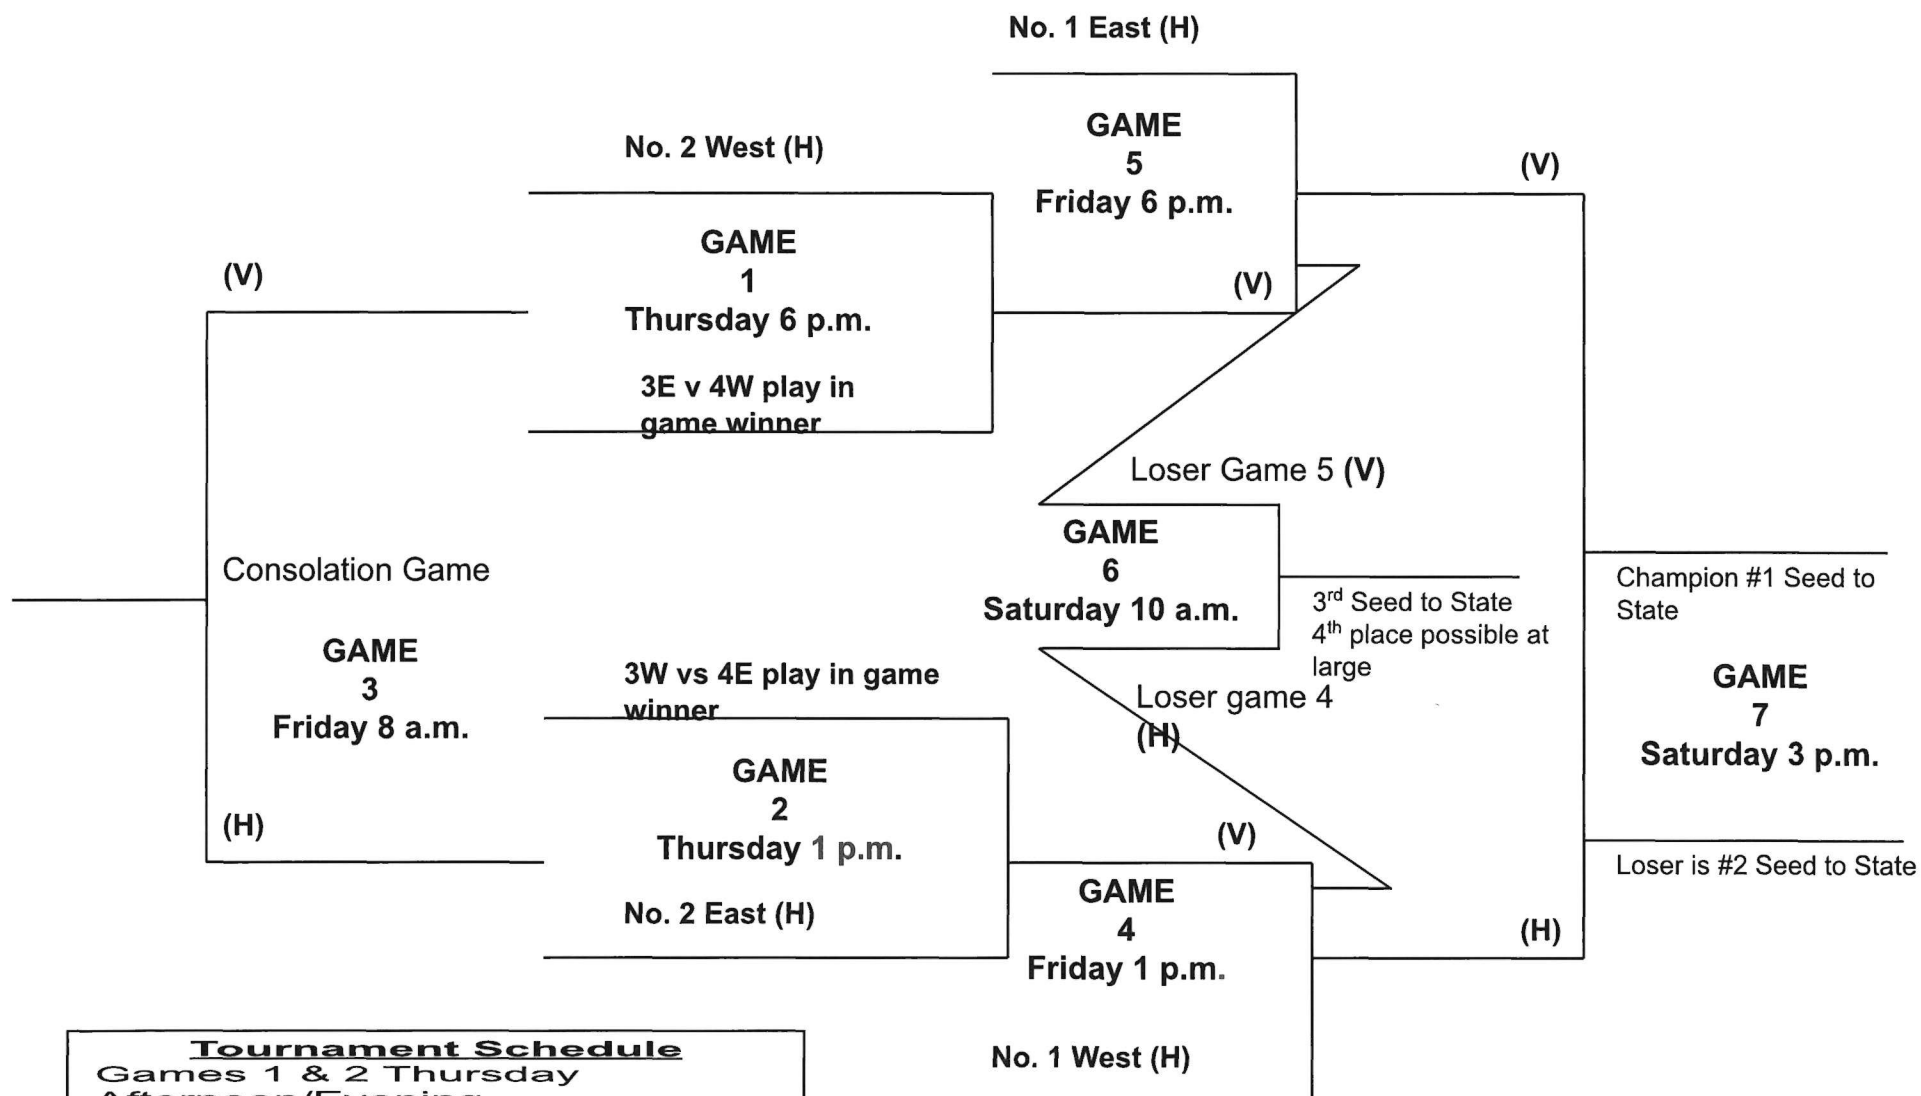 No. 1 East (H)
GAME
5
Friday 6 p.m.
(V)
No. 2 West (H)
GAME
1
Thursday 6 p.m.
3E v 4W play in
game winner
(V)
(V)
Loser Game 5 (V)
GAME
6
Saturday 10 a.m.
3rd Seed to State
4th place possible at
large
Loser game 4
(H)
Consolation Game
GAME
3
Friday 8 a.m.
(H)
3W vs 4E play in game
winner
GAME
2
Thursday 1 p.m.
No. 2 East (H)
(V)
GAME
4
Friday 1 p.m.
No. 1 West (H)
(H)
Champion #1 Seed to
State
GAME
7
Saturday 3 p.m.
Loser is #2 Seed to State
Tournament Schedule
Games 1 & 2 Thursday
Afternoon/Evening